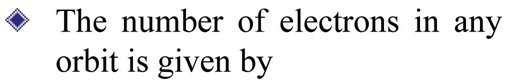 The number of electrons in any
orbit is given by